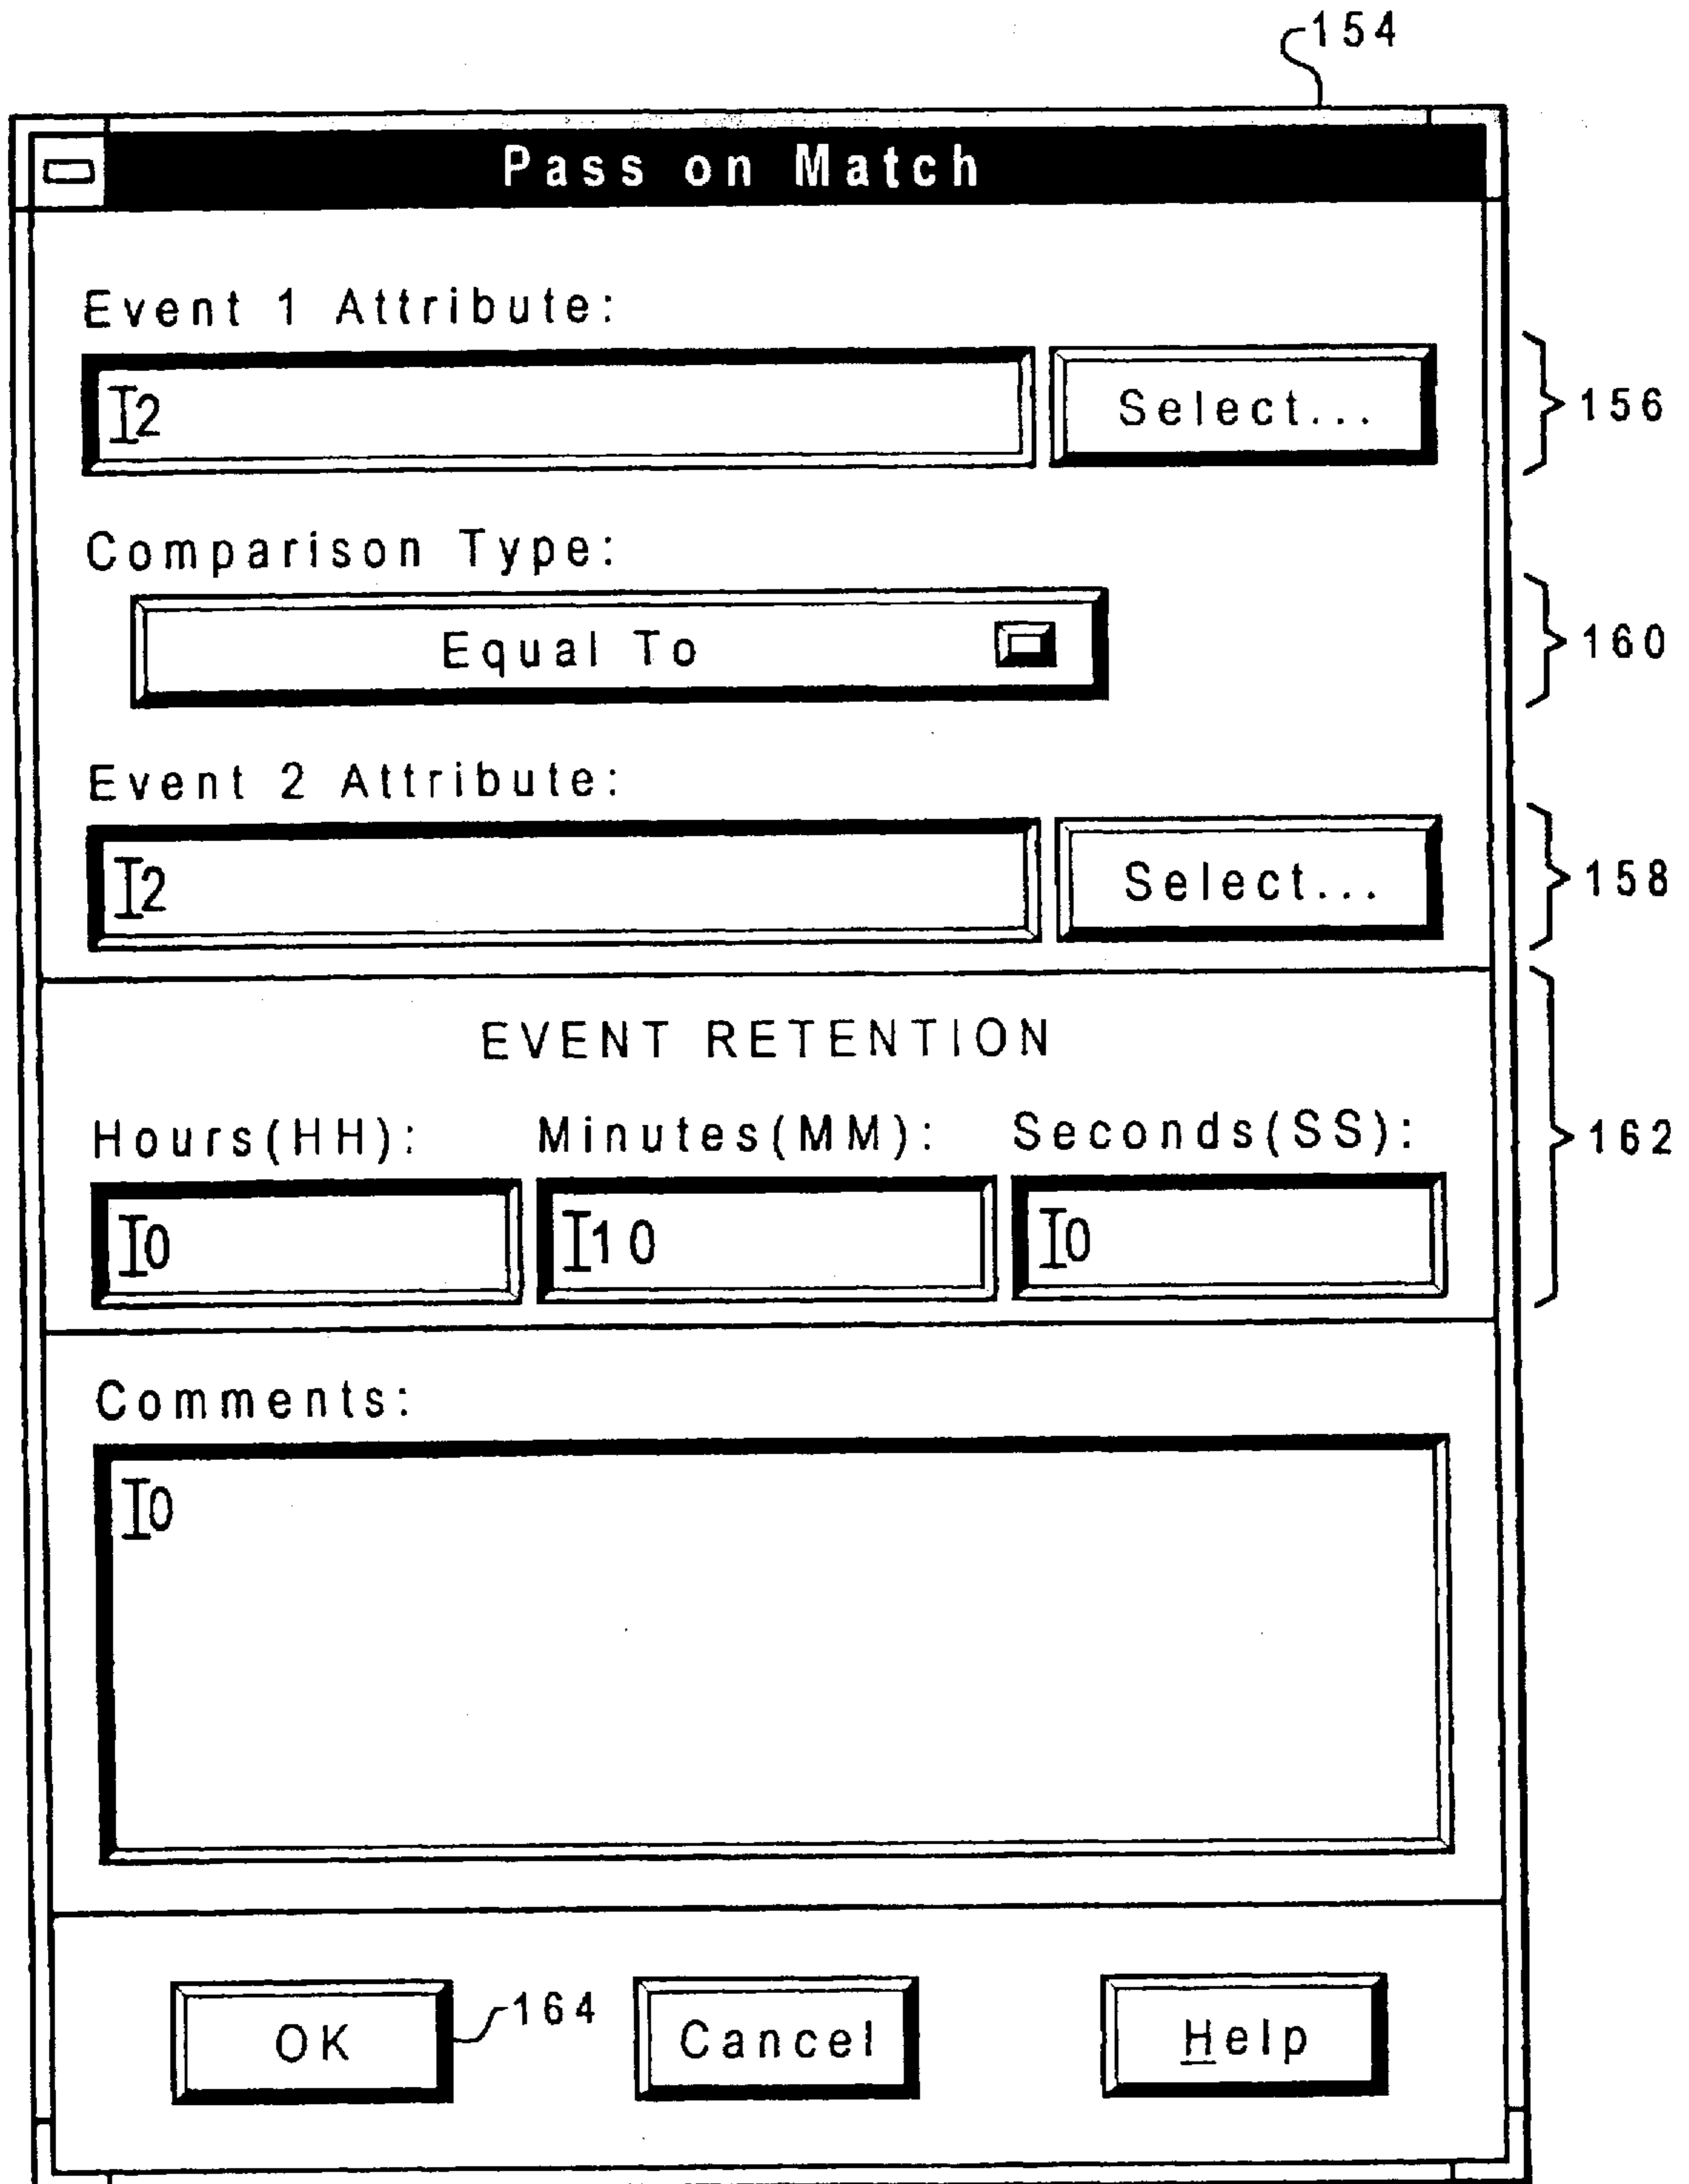 154
Pass on Match
Event 1 Attribute:
2
Select...
156
Comparison Type:
Equal To
160
Event 2 Attribute:
2
Select...
158
EVENT RETENTION
Hours(HH): Minutes(MM): Seconds(SS):
0 10 0
162
Comments:
0
OK
164
Cancel
Help